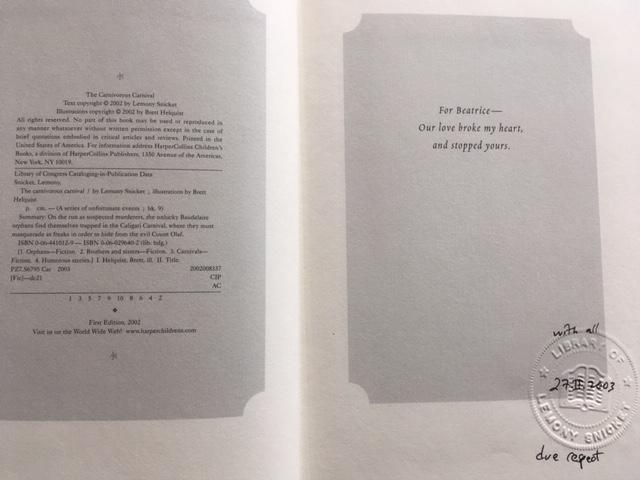 The Carnivorous Carnival
Text copyright © 2002 by Lemony Snicket
Illustrations copyright © 2002 by Brett Helquist
All rights reserved. No part of this book may be used or reproduced in
any manner whatsoever without written permission except in the case of
brief quotations embodied in critical articles and reviews. Printed in the
United States of America. For information address HarperCollins Children's
Books, a division of HarperCollins Publishers, 1350 Avenue of the Americas,
New York, NY 10019.
Library of Congress Cataloging-in-Publication Data
Snicket, Lemony.
The carnivorous carnival / by Lemony Snicket ; illustrations by Brett
Helquist
p. cm. — (A series of unfortunate events ; bk. 9)
Summary: On the run as suspected murderers, the unlucky Baudelaire
orphans find themselves trapped in the Caligari Carnival, where they must
masquerade as freaks in order to hide from the evil Count Olaf.
ISBN 0-06-441012-9 — ISBN 0-06-029640-2 (lib. bdg.)
[1. Orphans—Fiction. 2. Brothers and sisters—Fiction. 3. Carnivals—
Fiction. 4. Humorous stories.] I. Helquist, Brett, ill. II. Title.
PZ7.S6795 Car 2003 2002008337
[Fic]—dc21 CIP
AC
1 3 5 7 9 10 8 6 4 2
First Edition, 2002
Visit us on the World Wide Web! www.harperchildrens.com
For Beatrice—
Our love broke my heart,
and stopped yours.
with all
LIBRARY OF
27 III 2003
LEMONY SNICKET
due respect